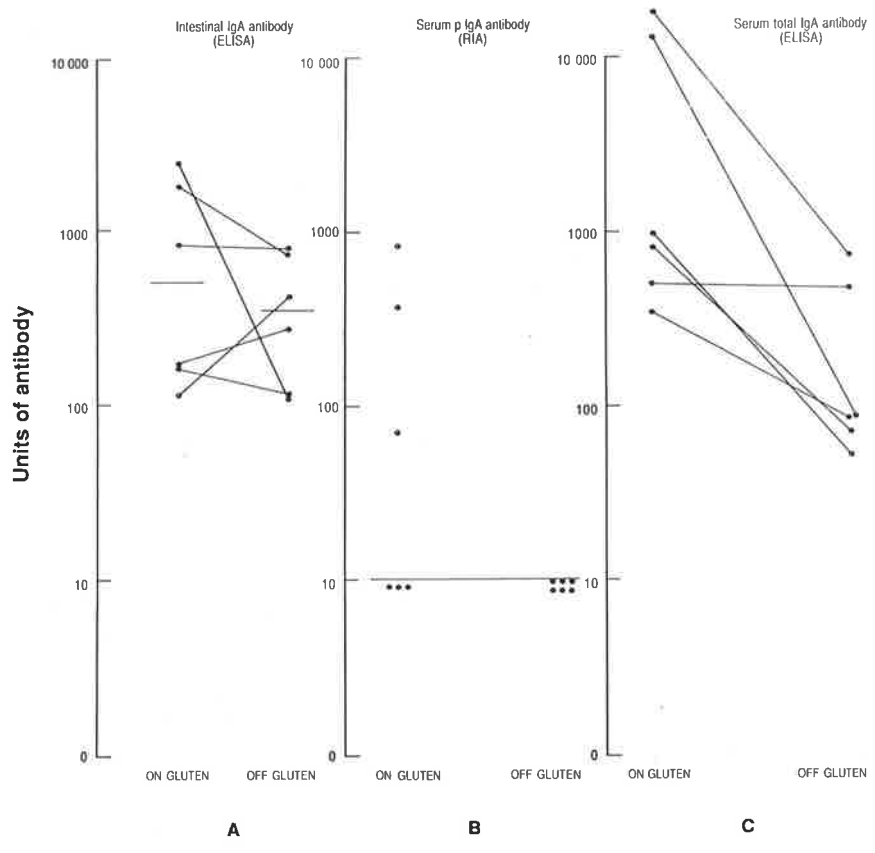 Intestinal IgA antibody
(ELISA)
Serum p IgA antibody
(RIA)
Serum total IgA antibody
(ELISA)
Units of antibody
10 000
1000
100
10
0
10 000
1000
100
10
0
10 000
1000
100
10
0
ON GLUTEN
OFF GLUTEN
ON GLUTEN
OFF GLUTEN
ON GLUTEN
OFF GLUTEN
A
B
C